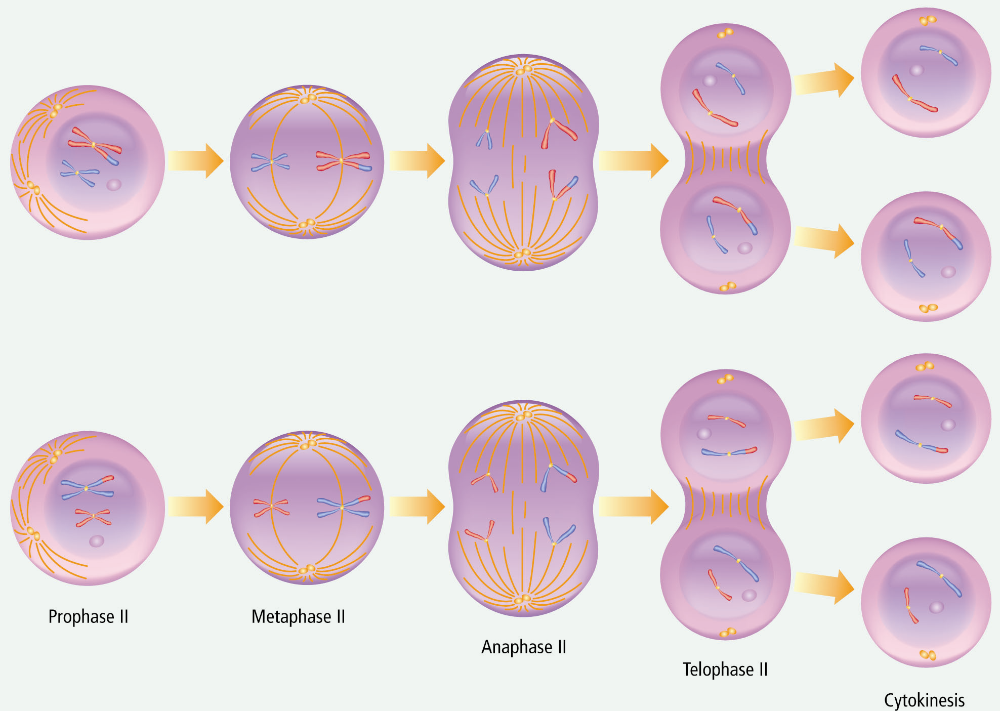 Prophase II
Metaphase II
Anaphase II
Telophase II
Cytokinesis